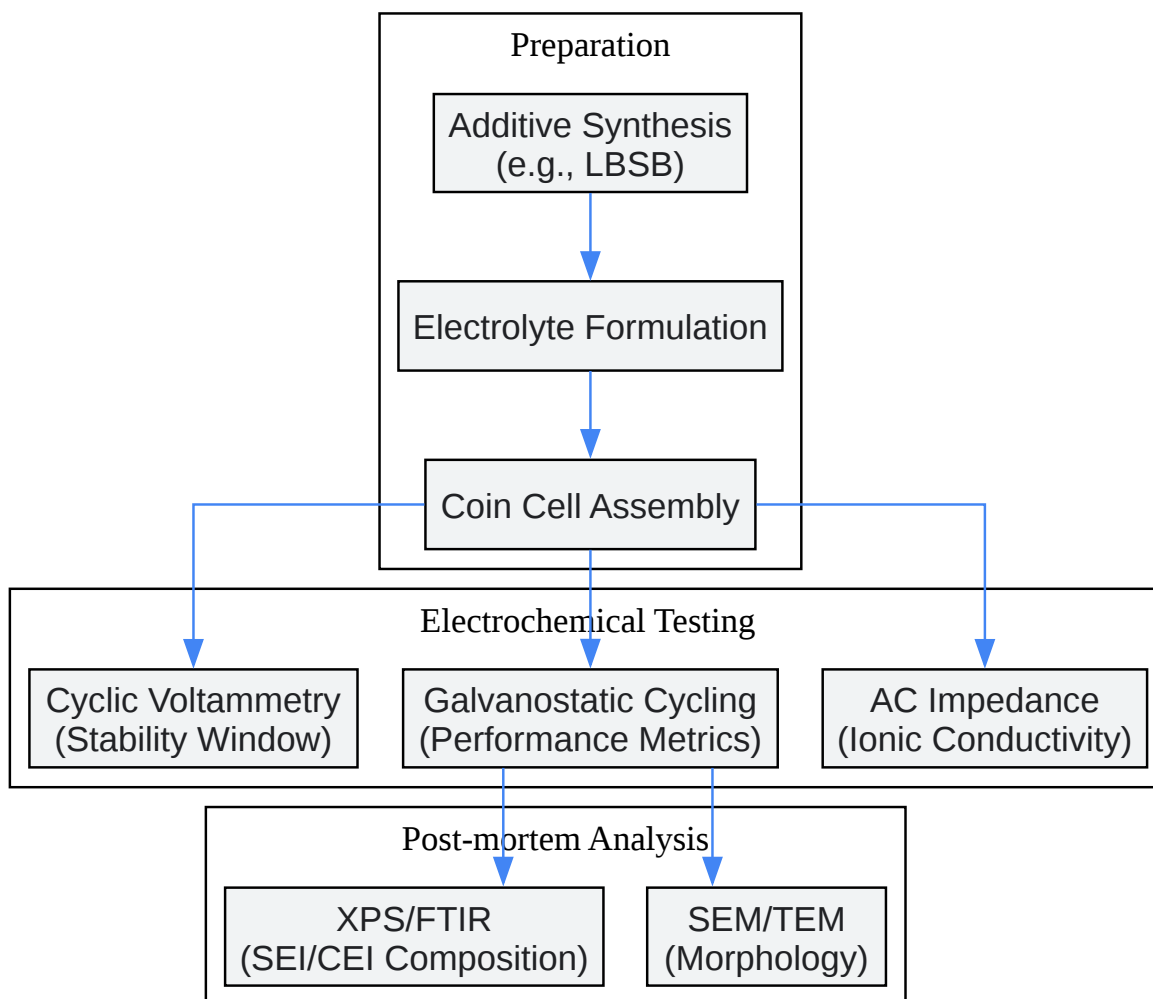 Preparation
Additive Synthesis
(e.g., LBSB)
Electrolyte Formulation
Coin Cell Assembly
Electrochemical Testing
Cyclic Voltammetry
(Stability Window)
Galvanostatic Cycling
(Performance Metrics)
AC Impedance
(Ionic Conductivity)
Post-mortem Analysis
XPS/FTIR
(SEI/CEI Composition)
SEM/TEM
(Morphology)